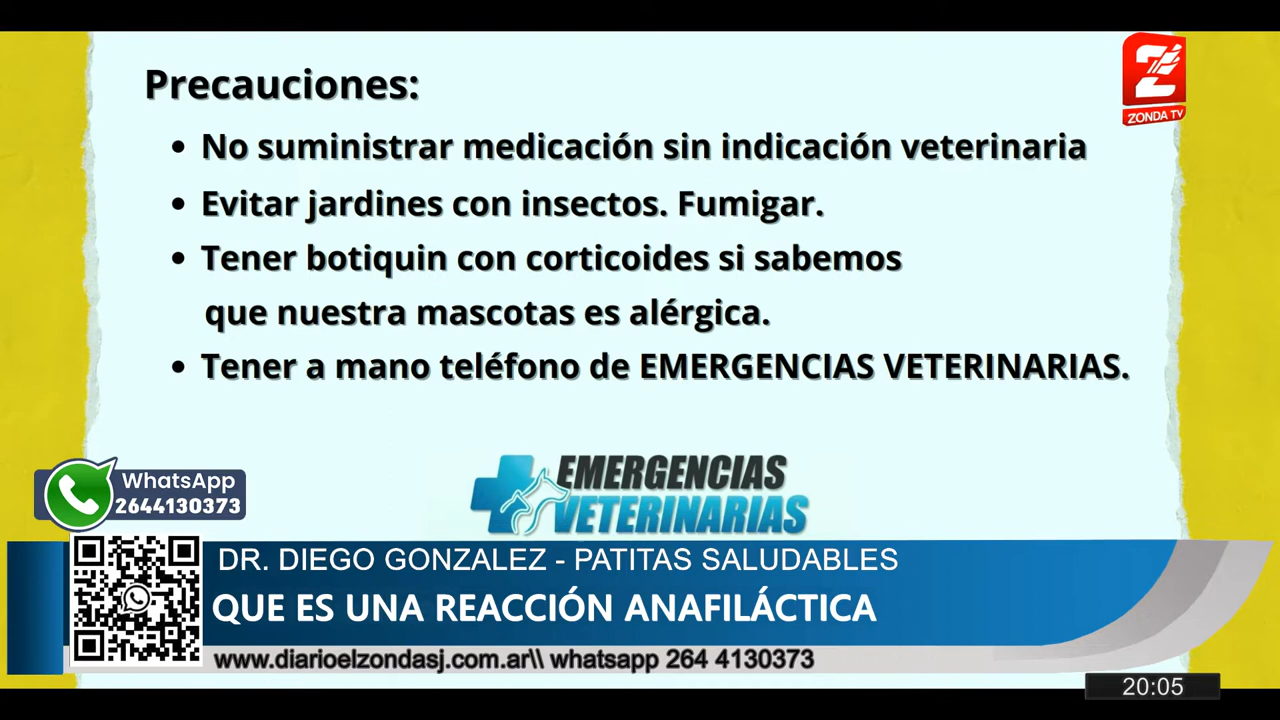 Precauciones:
• No suministrar medicación sin indicación veterinaria
• Evitar jardines con insectos. Fumigar.
• Tener botiquin con corticoides si sabemos
que nuestra mascotas es alérgica.
• Tener a mano teléfono de EMERGENCIAS VETERINARIAS.
Z
ZONDA TV
WhatsApp
2644130373
EMERGENCIAS
VETERINARIAS
DR. DIEGO GONZALEZ - PATITAS SALUDABLES
QUE ES UNA REACCIÓN ANAFILÁCTICA
www.diarioelzondasj.com.ar\\ whatsapp 264 4130373
20:05